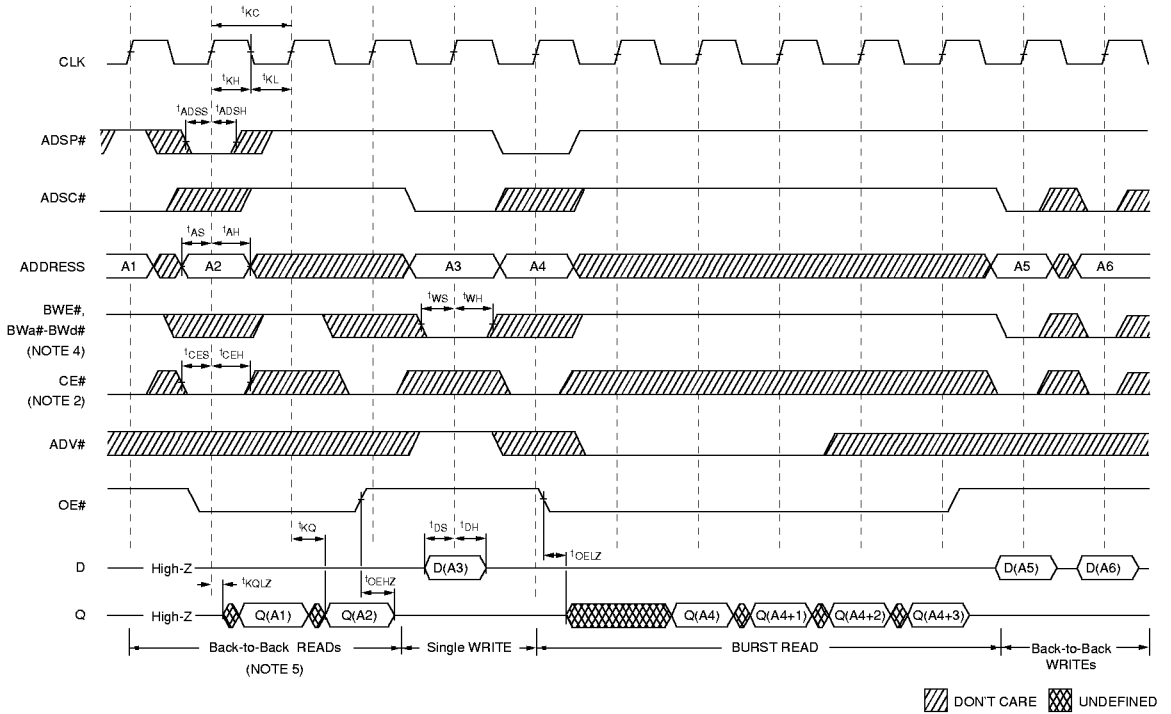 tKC
CLK
tKH tKL
tADSS tADSH
ADSP#
ADSC#
tAS tAH
ADDRESS A1 A2 A3 A4 A5 A6
tWS tWH
BWE#,
BWa#-BWd#
(NOTE 4)
tCES tCEH
CE#
(NOTE 2)
ADV#
OE#
tKQ tDS tDH
tOELZ
D High-Z D(A3) D(A5) D(A6)
tKQLZ tOEHZ
Q High-Z Q(A1) Q(A2) Q(A4) Q(A4+1) Q(A4+2) Q(A4+3)
Back-to-Back READs Single WRITE BURST READ Back-to-Back
(NOTE 5) WRITEs
DON'T CARE UNDEFINED